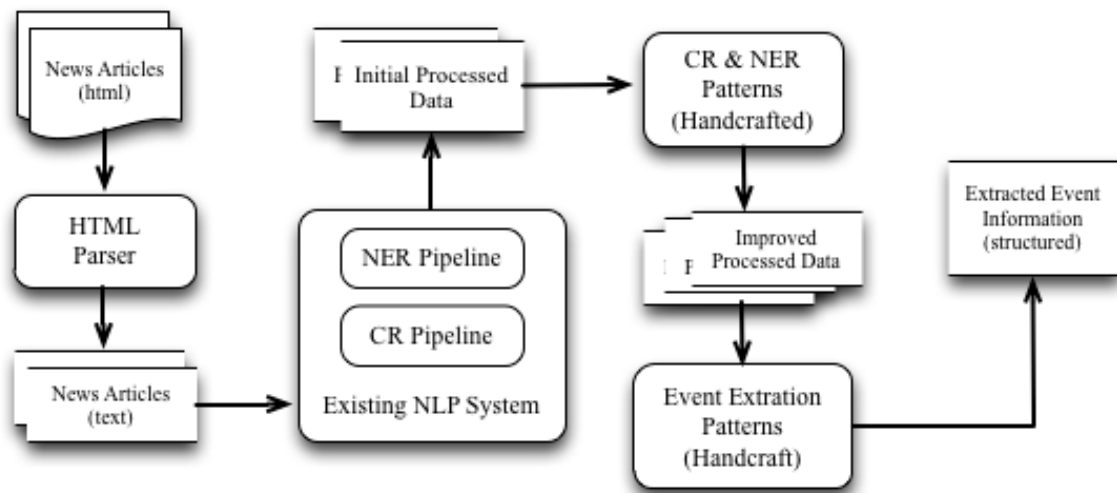 News Articles
(html)
HTML
Parser
News Articles
(text)
Initial Processed
Data
NER Pipeline
CR Pipeline
Existing NLP System
CR & NER
Patterns
(Handcrafted)
Improved
Processed Data
Event Extration
Patterns
(Handcraft)
Extracted Event
Information
(structured)